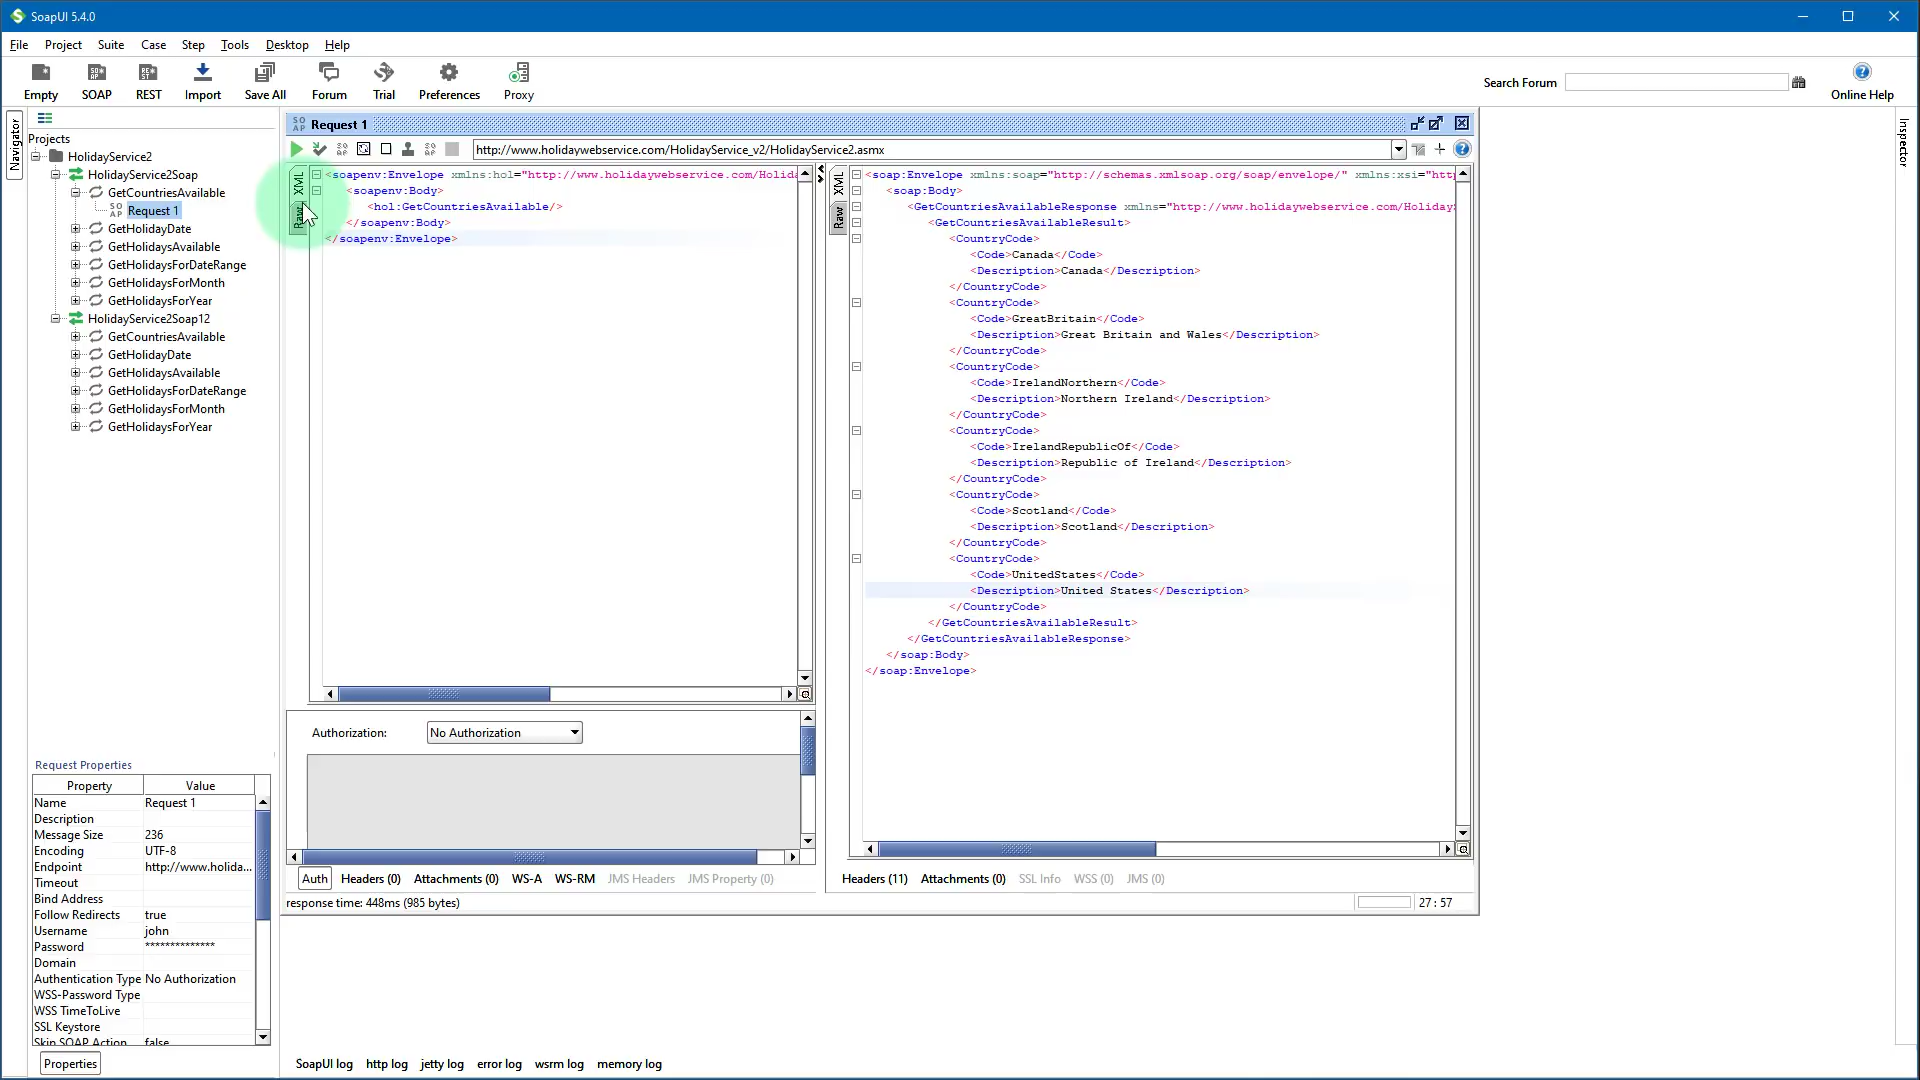 SoapUI 5.4.0
File Project Suite Case Step Tools Desktop Help
Empty SOAP REST Import Save All Forum Trial Preferences Proxy Search Forum Online Help
Navigator
Inspector
Projects
HolidayService2
HolidayService2Soap
GetCountriesAvailable
Request 1
GetHolidayDate
GetHolidaysAvailable
GetHolidaysForDateRange
GetHolidaysForMonth
GetHolidaysForYear
HolidayService2Soap12
GetCountriesAvailable
GetHolidayDate
GetHolidaysAvailable
GetHolidaysForDateRange
GetHolidaysForMonth
GetHolidaysForYear
Request Properties
Property Value
Name Request 1
Description
Message Size 236
Encoding UTF-8
Endpoint http://www.holida...
Timeout
Bind Address
Follow Redirects true
Username john
Password **************
Domain
Authentication Type No Authorization
WSS-Password Type
WSS TimeToLive
SSL Keystore
Skip SOAP Action false
Properties
Request 1
http://www.holidaywebservice.com/HolidayService_v2/HolidayService2.asmx
XML
Raw
<soapenv:Envelope xmlns:hol="http://www.holidaywebservice.com/Holida
<soapenv:Body>
<hol:GetCountriesAvailable/>
</soapenv:Body>
</soapenv:Envelope>
Authorization: No Authorization
Auth Headers (0) Attachments (0) WS-A WS-RM JMS Headers JMS Property (0)
response time: 448ms (985 bytes)
XML
Raw
<soap:Envelope xmlns:soap="http://schemas.xmlsoap.org/soap/envelope/" xmlns:xsi="htt
<soap:Body>
<GetCountriesAvailableResponse xmlns="http://www.holidaywebservice.com/Holiday
<GetCountriesAvailableResult>
<CountryCode>
<Code>Canada</Code>
<Description>Canada</Description>
</CountryCode>
<CountryCode>
<Code>GreatBritain</Code>
<Description>Great Britain and Wales</Description>
</CountryCode>
<CountryCode>
<Code>IrelandNorthern</Code>
<Description>Northern Ireland</Description>
</CountryCode>
<CountryCode>
<Code>IrelandRepublicOf</Code>
<Description>Republic of Ireland</Description>
</CountryCode>
<CountryCode>
<Code>Scotland</Code>
<Description>Scotland</Description>
</CountryCode>
<CountryCode>
<Code>UnitedStates</Code>
<Description>United States</Description>
</CountryCode>
</GetCountriesAvailableResult>
</GetCountriesAvailableResponse>
</soap:Body>
</soap:Envelope>
Headers (11) Attachments (0) SSL Info WSS (0) JMS (0)
27 : 57
SoapUI log http log jetty log error log wsrm log memory log